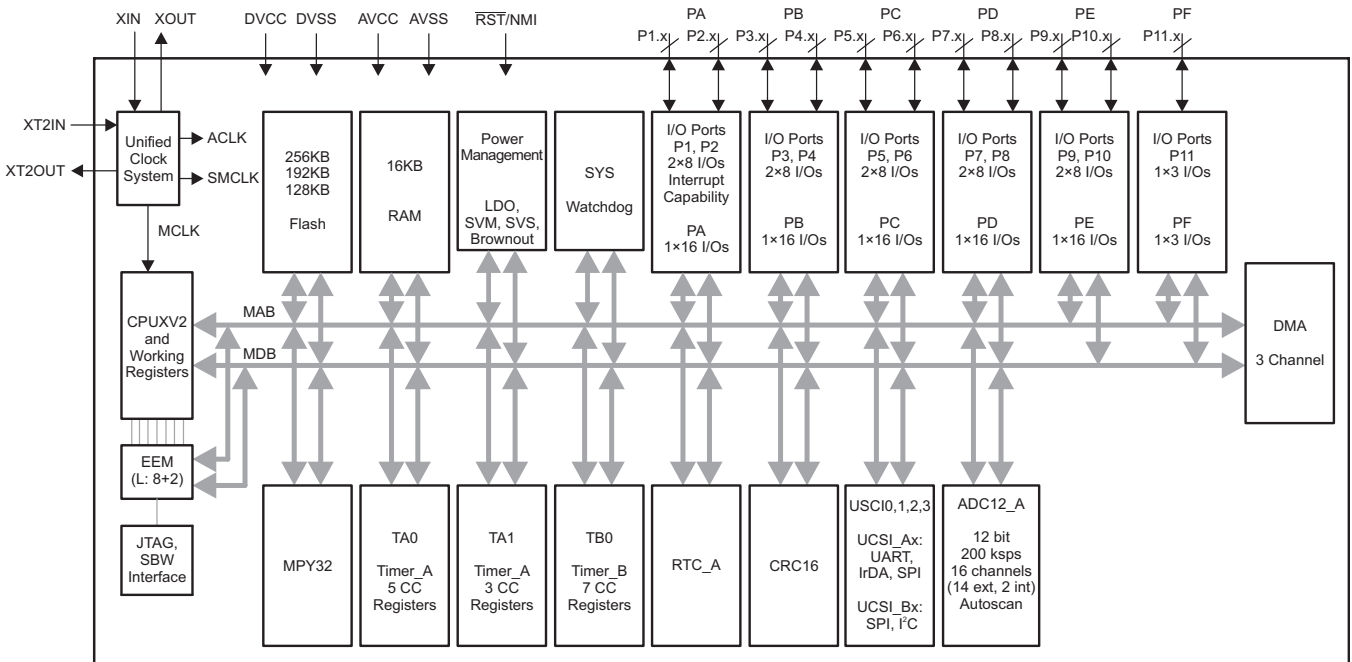 XIN XOUT DVCC DVSS AVCC AVSS RST/NMI
PA PB PC PD PE PF
P1.x P2.x P3.x P4.x P5.x P6.x P7.x P8.x P9.x P10.x P11.x
XT2IN
XT2OUT
Unified
Clock
System
ACLK
SMCLK
MCLK
256KB
192KB
128KB
Flash
16KB
RAM
Power
Management
LDO,
SVM, SVS,
Brownout
SYS
Watchdog
I/O Ports
P1, P2
2×8 I/Os
Interrupt
Capability
PA
1×16 I/Os
I/O Ports
P3, P4
2×8 I/Os
PB
1×16 I/Os
I/O Ports
P5, P6
2×8 I/Os
PC
1×16 I/Os
I/O Ports
P7, P8
2×8 I/Os
PD
1×16 I/Os
I/O Ports
P9, P10
2×8 I/Os
PE
1×16 I/Os
I/O Ports
P11
1×3 I/Os
PF
1×3 I/Os
CPUXV2
and
Working
Registers
MAB
MDB
DMA
3 Channel
EEM
(L: 8+2)
JTAG,
SBW
Interface
MPY32
TA0
Timer_A
5 CC
Registers
TA1
Timer_A
3 CC
Registers
TB0
Timer_B
7 CC
Registers
RTC_A
CRC16
USCI0,1,2,3
UCSI_Ax:
UART,
IrDA, SPI
UCSI_Bx:
SPI, I²C
ADC12_A
12 bit
200 ksps
16 channels
(14 ext, 2 int)
Autoscan